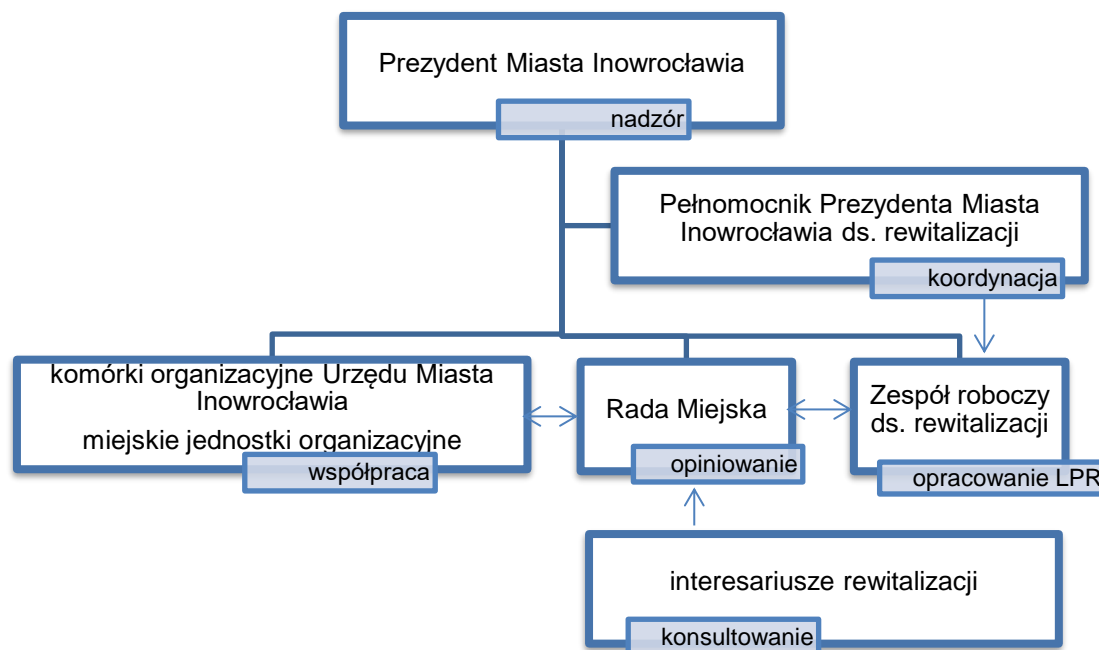 Prezydent Miasta Inowrocławia
nadzór
Pełnomocnik Prezydenta Miasta
Inowrocławia ds. rewitalizacji
koordynacja
komórki organizacyjne Urzędu Miasta
Inowrocławia
miejskie jednostki organizacyjne
współpraca
Rada Miejska
opiniowanie
Zespół roboczy
ds. rewitalizacji
opracowanie LPR
interesariusze rewitalizacji
konsultowanie